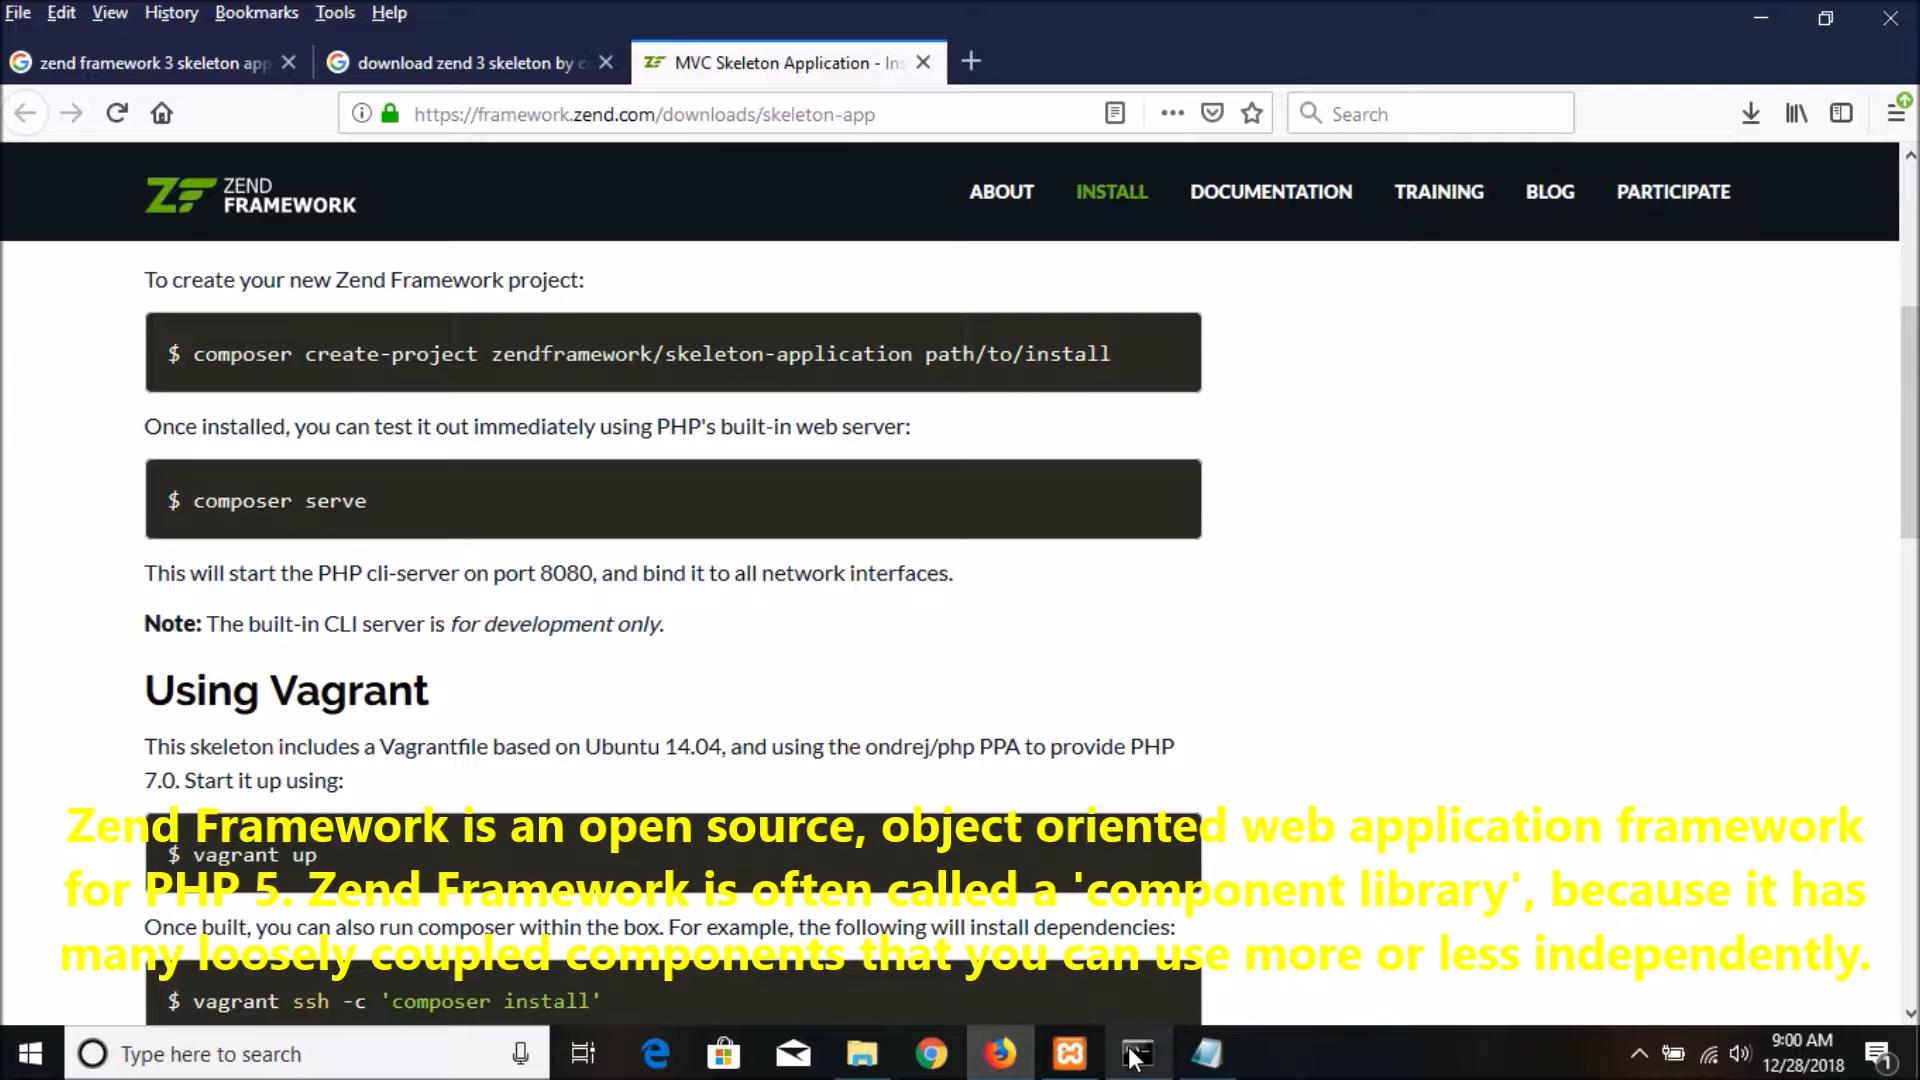 File Edit View History Bookmarks Tools Help
zend framework 3 skeleton app
download zend 3 skeleton by c
MVC Skeleton Application - Ins
https://framework.zend.com/downloads/skeleton-app
Search
ZEND
FRAMEWORK
ABOUT INSTALL DOCUMENTATION TRAINING BLOG PARTICIPATE
To create your new Zend Framework project:
$ composer create-project zendframework/skeleton-application path/to/install
Once installed, you can test it out immediately using PHP's built-in web server:
$ composer serve
This will start the PHP cli-server on port 8080, and bind it to all network interfaces.
Note: The built-in CLI server is for development only.
Using Vagrant
This skeleton includes a Vagrantfile based on Ubuntu 14.04, and using the ondrej/php PPA to provide PHP
7.0. Start it up using:
Zend Framework is an open source, object oriented web application framework
$ vagrant up
for PHP 5. Zend Framework is often called a 'component library', because it has
Once built, you can also run composer within the box. For example, the following will install dependencies:
many loosely coupled components that you can use more or less independently.
$ vagrant ssh -c 'composer install'
Type here to search
9:00 AM
12/28/2018
1